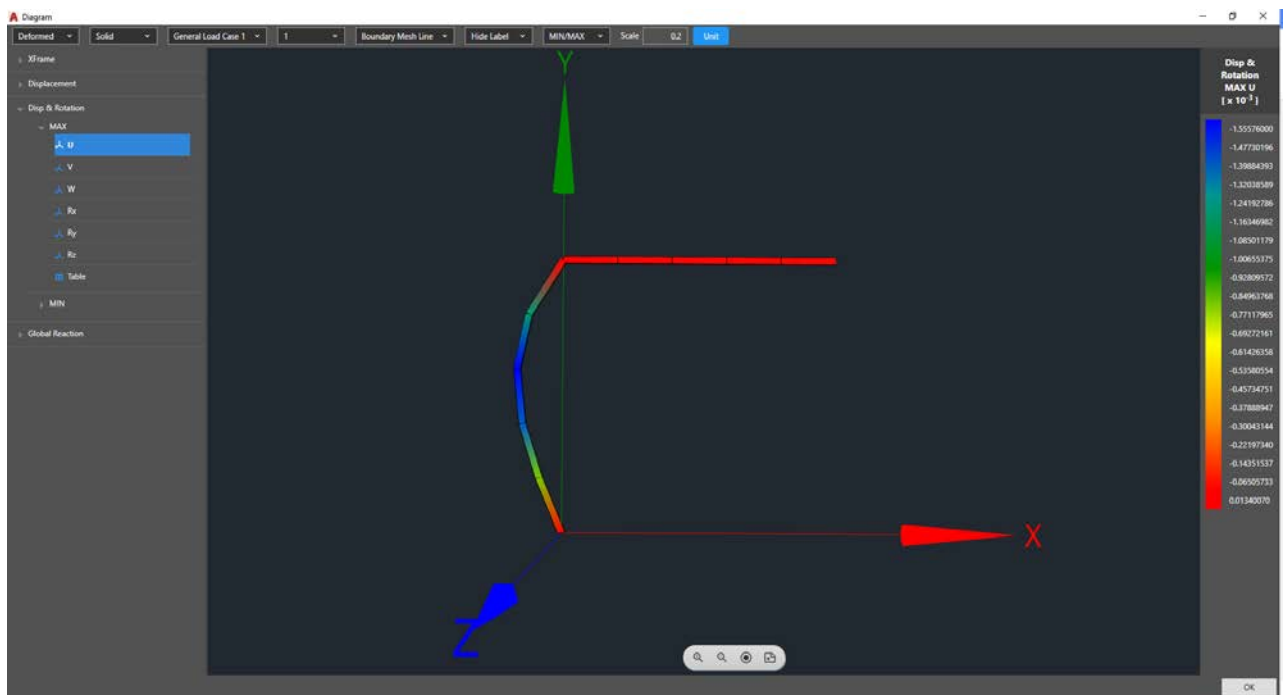 Diagram
Deformed Solid General Load Case 1 1 Boundary Mesh Line Hide Label MIN/MAX Scale 0.2 Unit
XFrame
Displacement
Disp & Rotation
MAX
U
V
W
Rx
Ry
Rz
Table
MIN
Global Reaction
Y
X
Z
Disp &
Rotation
MAX U
[ x 10-3 ]
-1.55576000
-1.47730196
-1.39884393
-1.32038589
-1.24192786
-1.16346982
-1.08501179
-1.00655375
-0.92809572
-0.84963768
-0.77117965
-0.69272161
-0.61426358
-0.53580554
-0.45734751
-0.37888947
-0.30043144
-0.22197340
-0.14351537
-0.06505733
0.01340070
OK